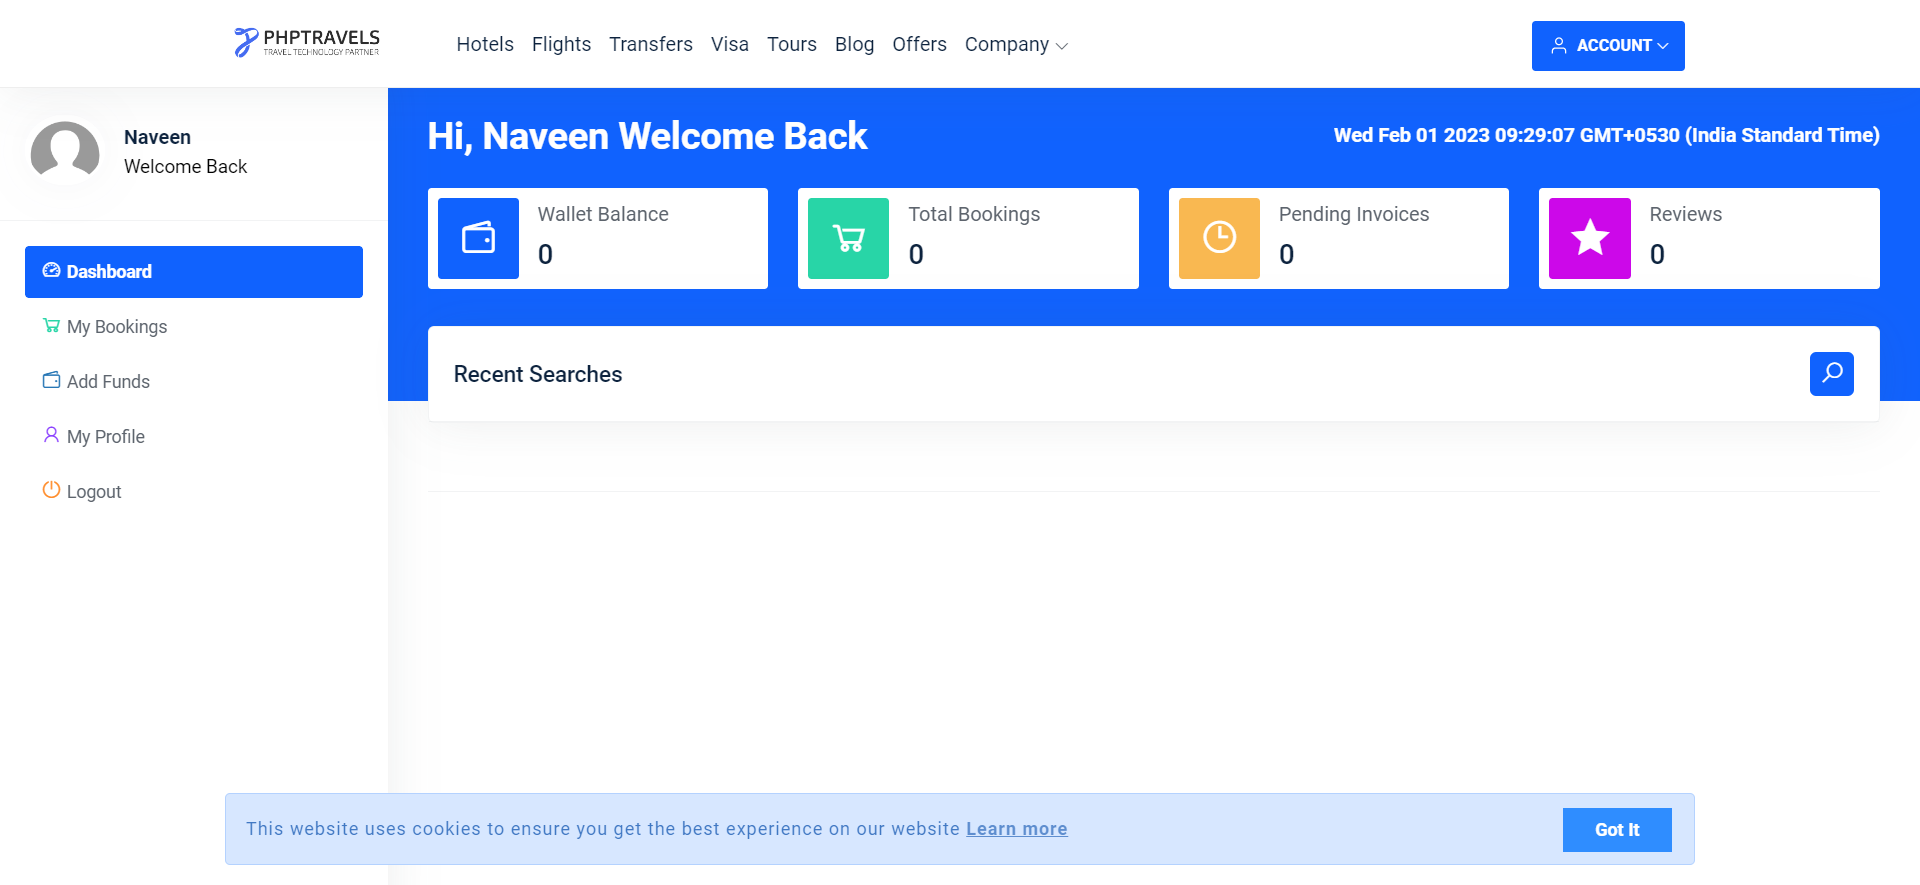 PHPTRAVELS
TRAVEL TECHNOLOGY PARTNER
Hotels Flights Transfers Visa Tours Blog Offers Company
ACCOUNT
Naveen
Welcome Back
Dashboard
My Bookings
Add Funds
My Profile
Logout
Hi, Naveen Welcome Back
Wed Feb 01 2023 09:29:07 GMT+0530 (India Standard Time)
Wallet Balance
0
Total Bookings
0
Pending Invoices
0
Reviews
0
Recent Searches
This website uses cookies to ensure you get the best experience on our website Learn more
Got It